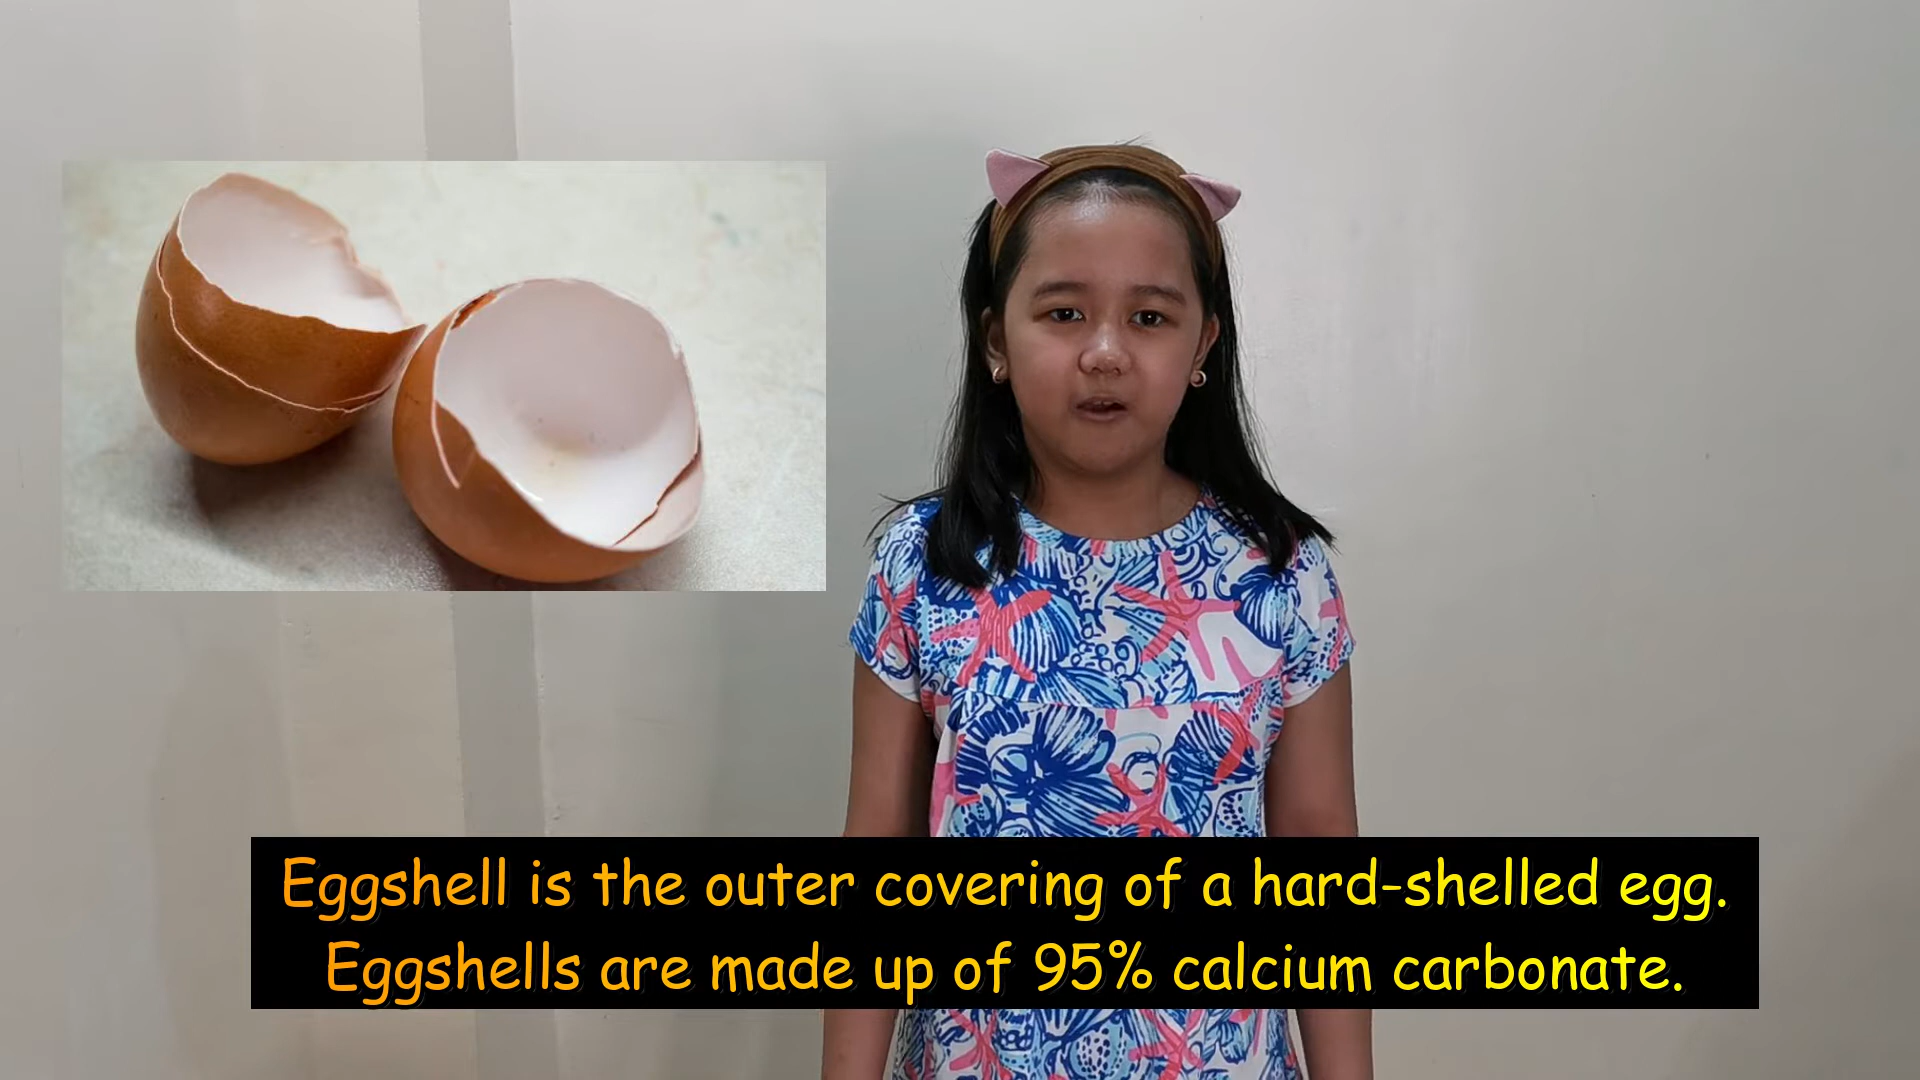 Eggshell is the outer covering of a hard-shelled egg.
Eggshells are made up of 95% calcium carbonate.